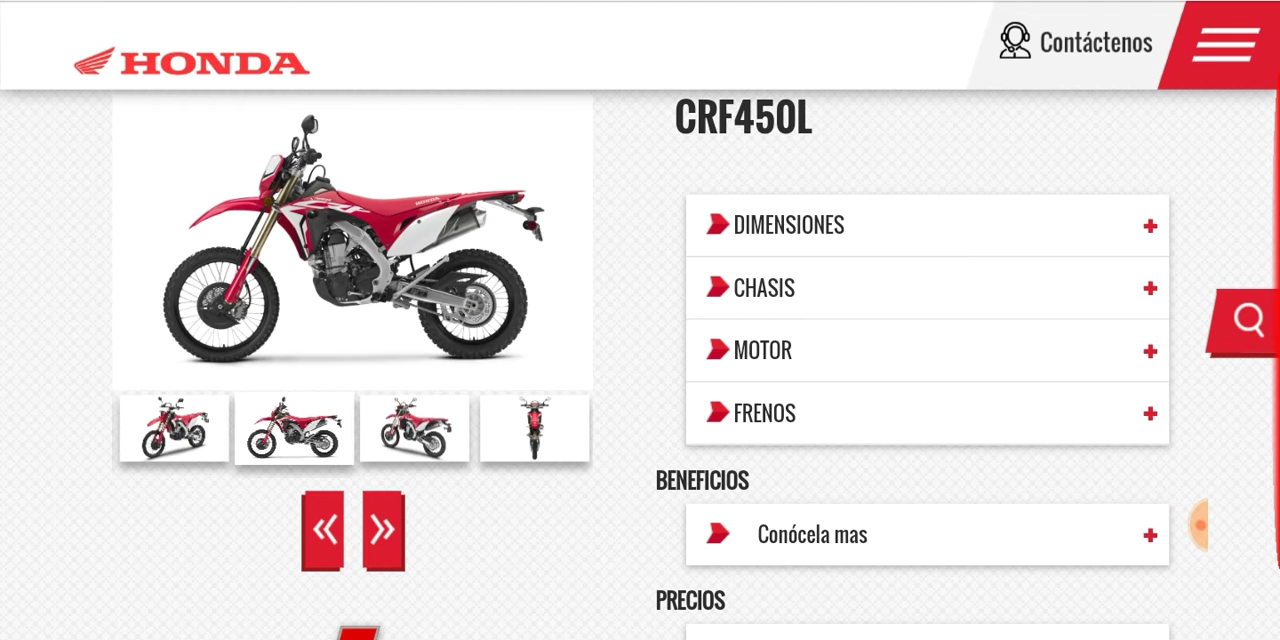 HONDA
Contáctenos
CRF450L
DIMENSIONES
CHASIS
MOTOR
FRENOS
BENEFICIOS
Conócela mas
PRECIOS